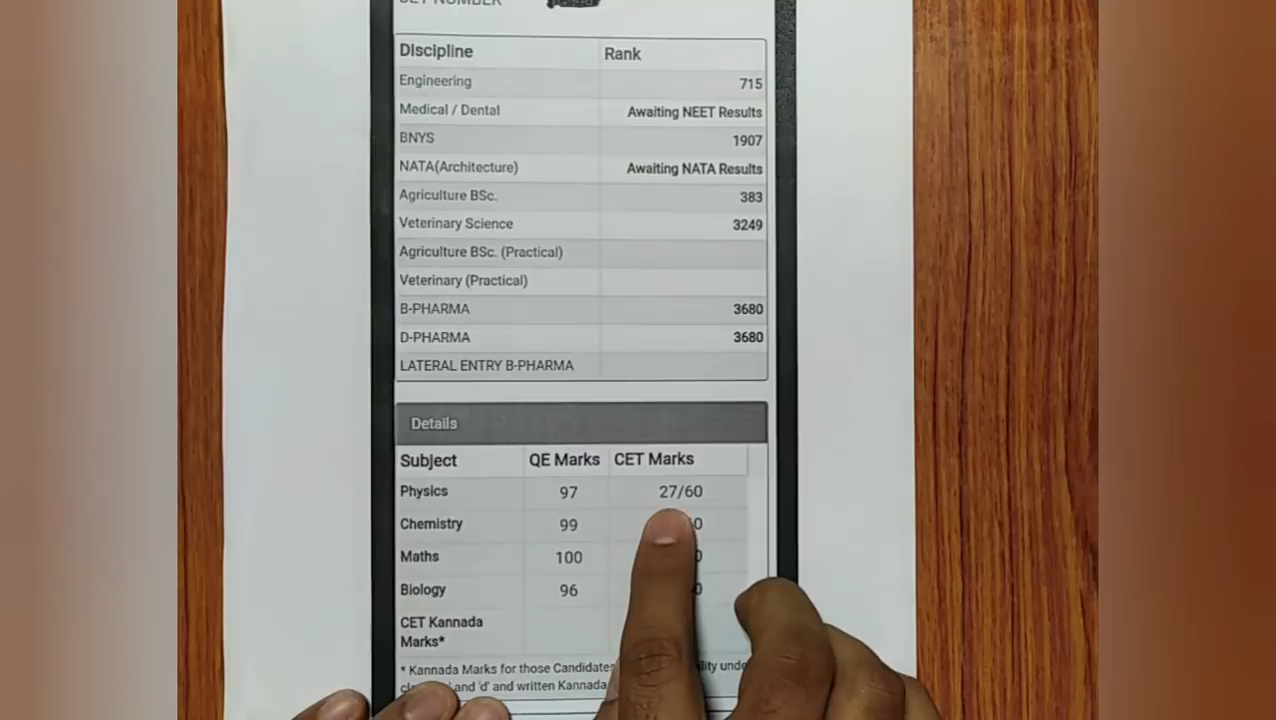 Discipline Rank
Engineering 715
Medical / Dental Awaiting NEET Results
BNYS 1907
NATA(Architecture) Awaiting NATA Results
Agriculture BSc. 383
Veterinary Science 3249
Agriculture BSc. (Practical)
Veterinary (Practical)
B-PHARMA 3680
D-PHARMA 3680
LATERAL ENTRY B-PHARMA
Details
Subject QE Marks CET Marks
Physics 97 27/60
Chemistry 99
Maths 100
Biology 96
CET Kannada
Marks*
* Kannada Marks for those Candidates
and 'd' and written Kannada